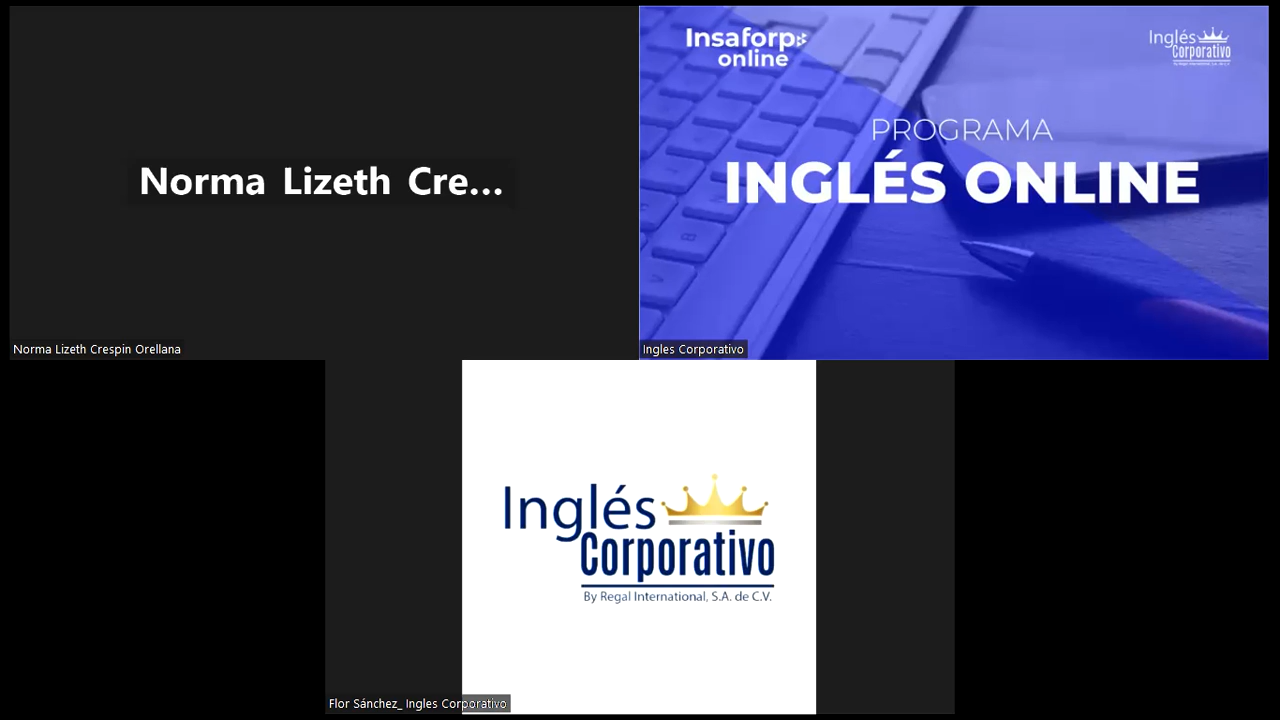 Norma Lizeth Cre...
Norma Lizeth Crespin Orellana
Insaforp
online
Inglés
Corporativo
PROGRAMA
INGLÉS ONLINE
Ingles Corporativo
Inglés
Corporativo
By Regal International, S.A. de C.V.
Flor Sánchez_ Ingles Corporativo